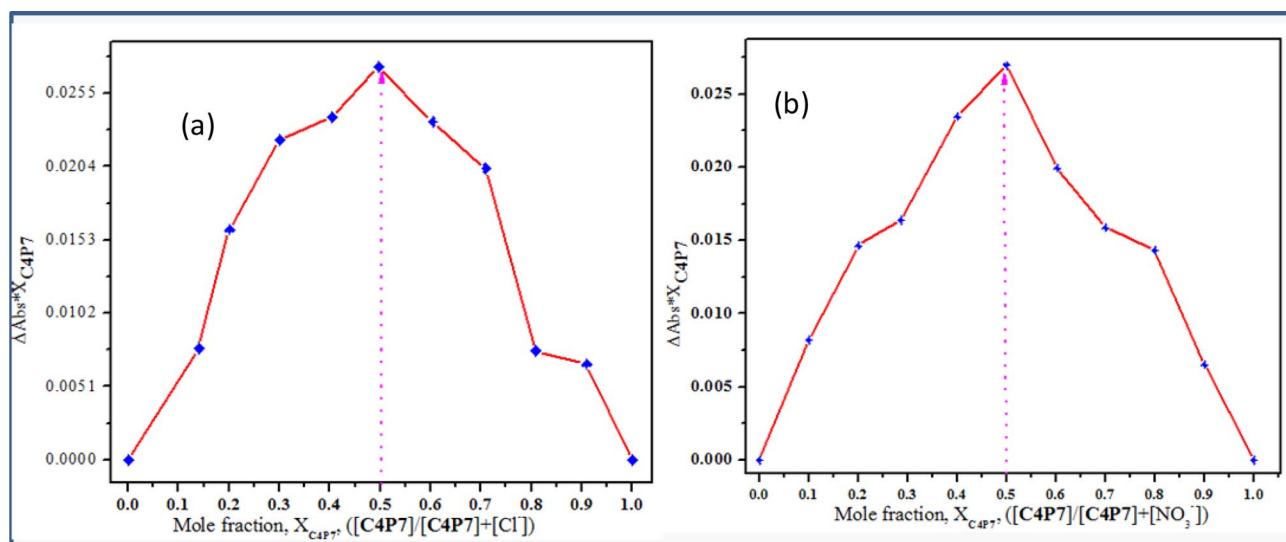 (a)
0.0255
0.0204
0.0153
0.0102
0.0051
0.0000
ΔAbs*X_C4P7
0.0 0.1 0.2 0.3 0.4 0.5 0.6 0.7 0.8 0.9 1.0
Mole fraction, X_C4P7, ([C4P7]/[C4P7]+[Cl⁻])
(b)
0.025
0.020
0.015
0.010
0.005
0.000
ΔAbs*X_C4P7
0.0 0.1 0.2 0.3 0.4 0.5 0.6 0.7 0.8 0.9 1.0
Mole fraction, X_C4P7, ([C4P7]/[C4P7]+[NO₃⁻])